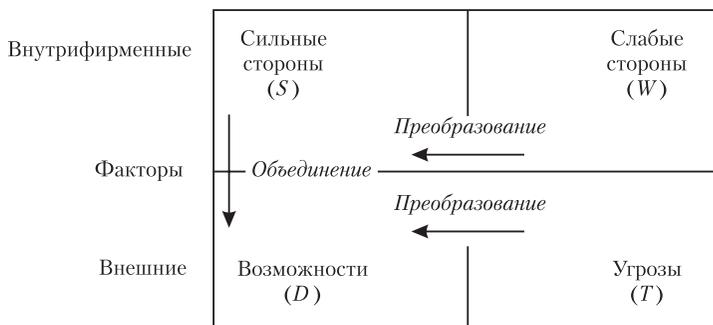 Внутрифирменные
Сильные
стороны
(S)
Слабые
стороны
(W)
Преобразование
Факторы
Объединение
Преобразование
Внешние
Возможности
(D)
Угрозы
(T)